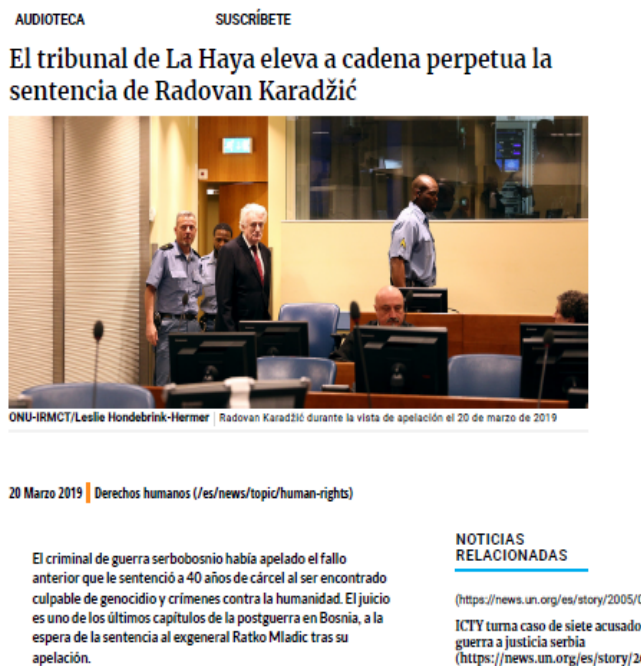 AUDIOTECA SUSCRÍBETE
El tribunal de La Haya eleva a cadena perpetua la
sentencia de Radovan Karadžić
ONU-IRMCT/Leslie Hondebrink-Hermer | Radovan Karadžić durante la vista de apelación el 20 de marzo de 2019
20 Marzo 2019 | Derechos humanos (/es/news/topic/human-rights)
El criminal de guerra serbobosnio había apelado el fallo
anterior que le sentenció a 40 años de cárcel al ser encontrado
culpable de genocidio y crímenes contra la humanidad. El juicio
es uno de los últimos capítulos de la postguerra en Bosnia, a la
espera de la sentencia al exgeneral Ratko Mladic tras su
apelación.
NOTICIAS
RELACIONADAS
(https://news.un.org/es/story/2005/0
ICTY turna caso de siete acusado
guerra a justicia serbia
(https://news.un.org/es/story/20